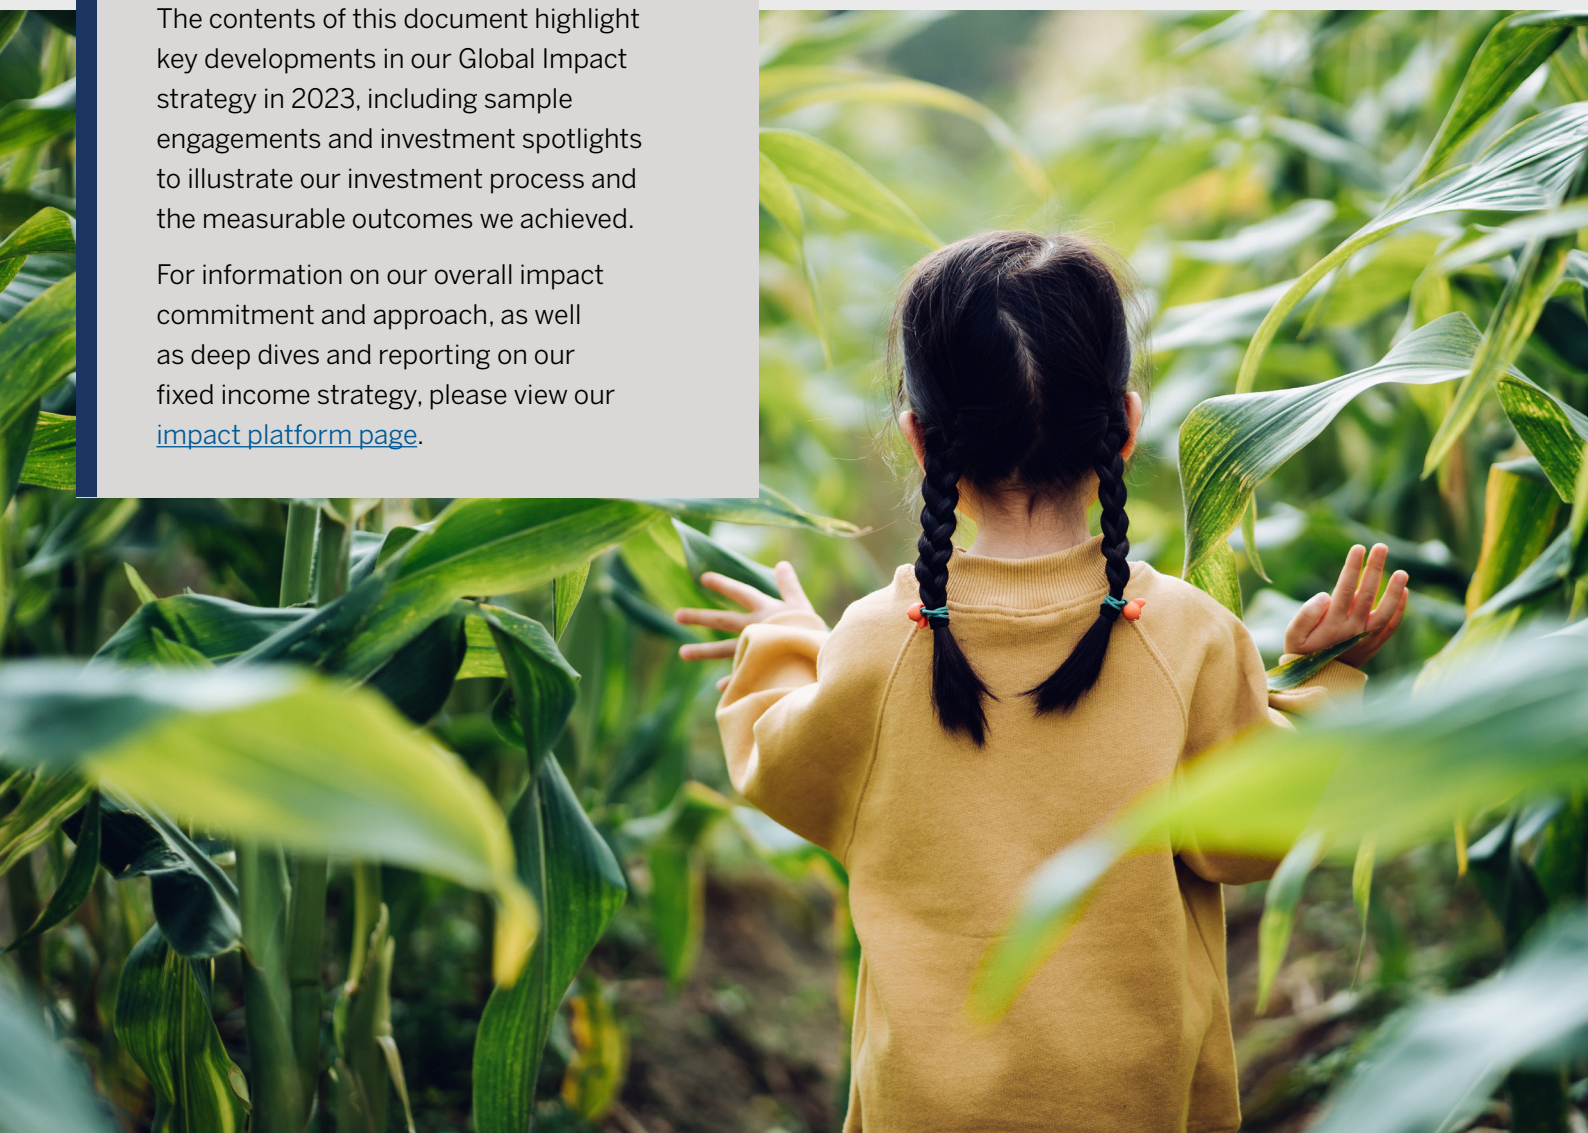 The contents of this document highlight
key developments in our Global Impact
strategy in 2023, including sample
engagements and investment spotlights
to illustrate our investment process and
the measurable outcomes we achieved.
For information on our overall impact
commitment and approach, as well
as deep dives and reporting on our
fixed income strategy, please view our
impact platform page.